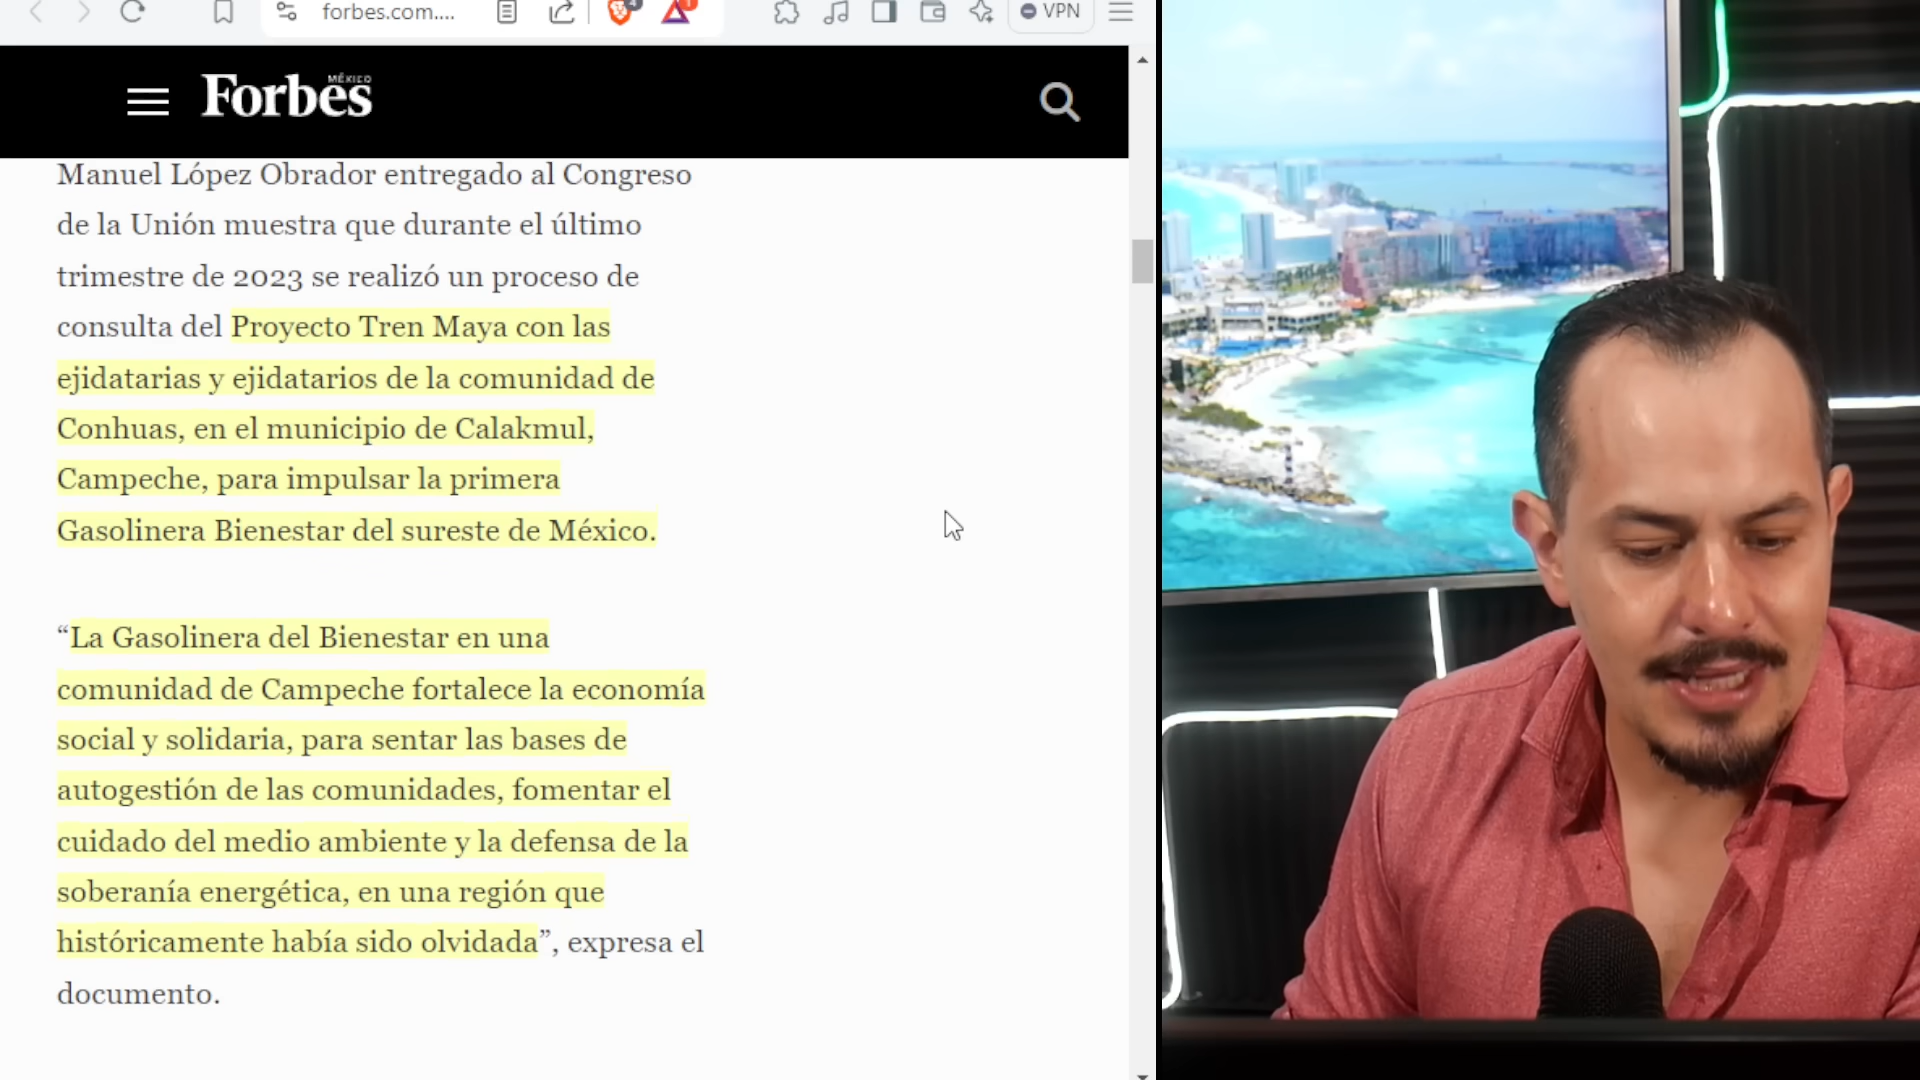 forbes.com....
4
1
VPN
Forbes
MÉXICO
Manuel López Obrador entregado al Congreso
de la Unión muestra que durante el último
trimestre de 2023 se realizó un proceso de
consulta del Proyecto Tren Maya con las
ejidatarias y ejidatarios de la comunidad de
Conhuas, en el municipio de Calakmul,
Campeche, para impulsar la primera
Gasolinera Bienestar del sureste de México.
“La Gasolinera del Bienestar en una
comunidad de Campeche fortalece la economía
social y solidaria, para sentar las bases de
autogestión de las comunidades, fomentar el
cuidado del medio ambiente y la defensa de la
soberanía energética, en una región que
históricamente había sido olvidada”, expresa el
documento.